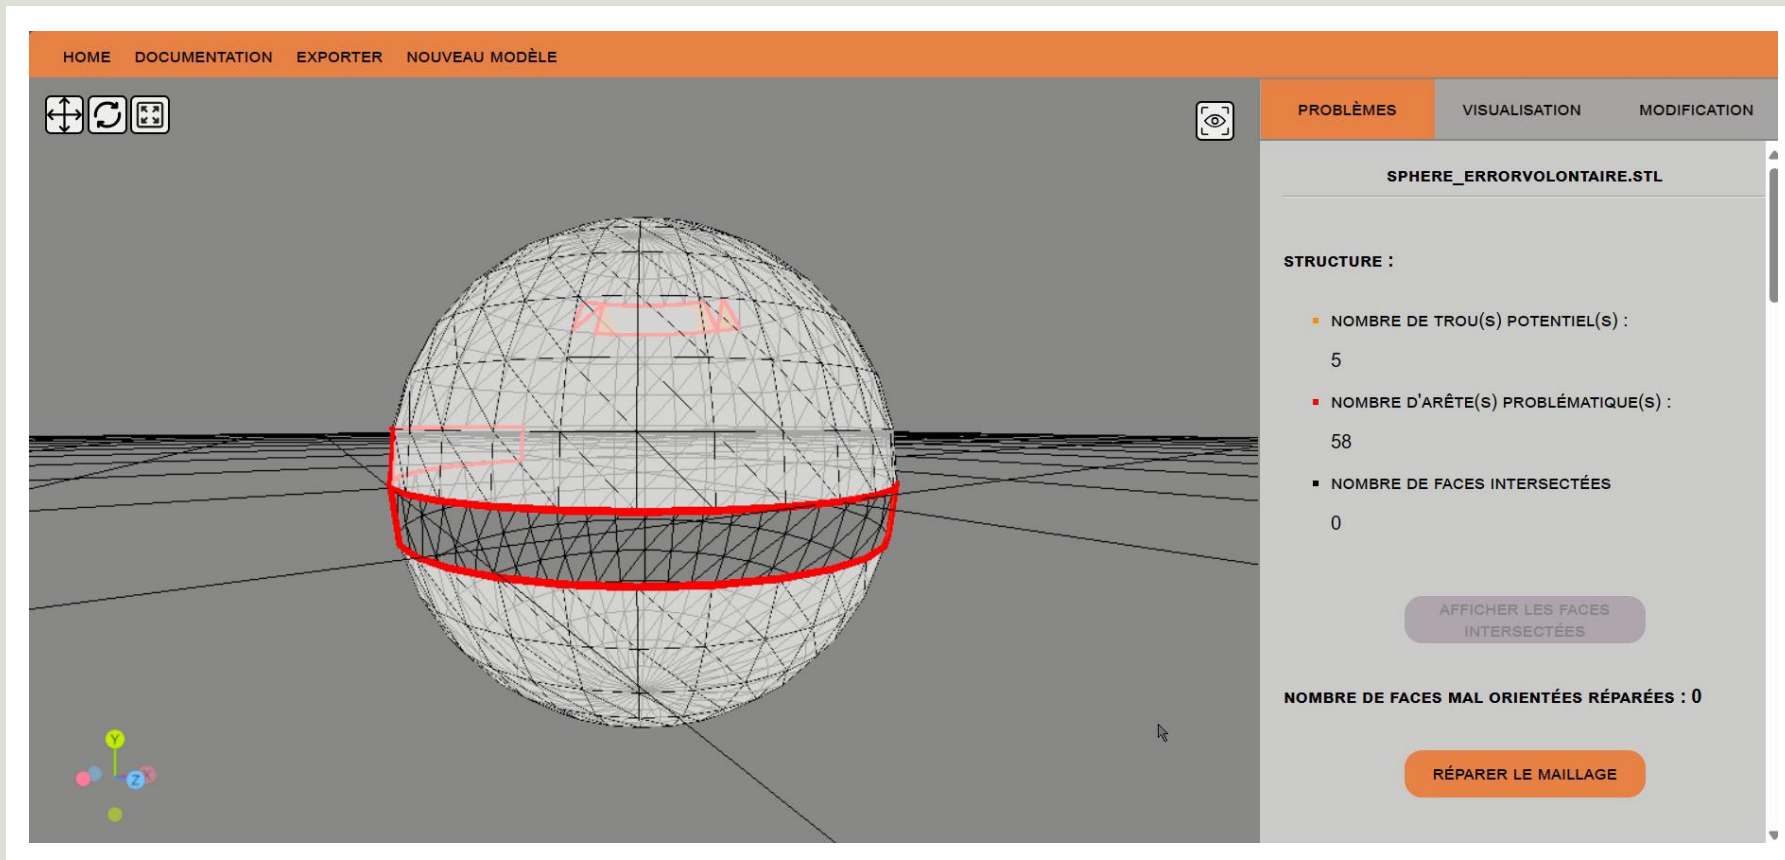 HOME DOCUMENTATION EXPORTER NOUVEAU MODÈLE
PROBLÈMES VISUALISATION MODIFICATION
SPHERE_ERRORVOLONTAIRE.STL
STRUCTURE :
NOMBRE DE TROU(S) POTENTIEL(S) :
5
NOMBRE D'ARÊTE(S) PROBLÉMATIQUE(S) :
58
NOMBRE DE FACES INTERSECTÉES
0
AFFICHER LES FACES
INTERSECTÉES
NOMBRE DE FACES MAL ORIENTÉES RÉPARÉES : 0
RÉPARER LE MAILLAGE
Y
Z X